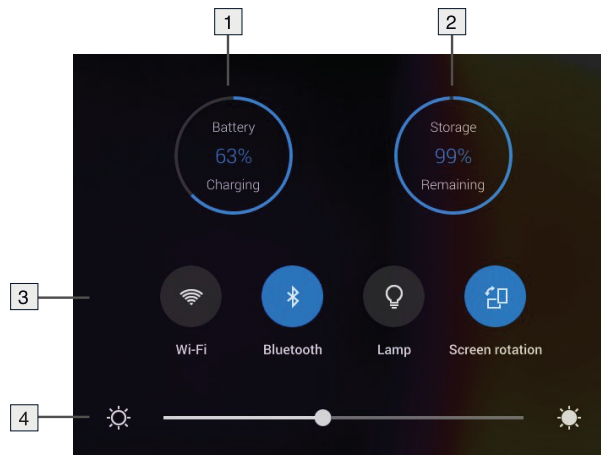 1
2
Battery
63%
Charging
Storage
99%
Remaining
3
Wi-Fi
Bluetooth
Lamp
Screen rotation
4